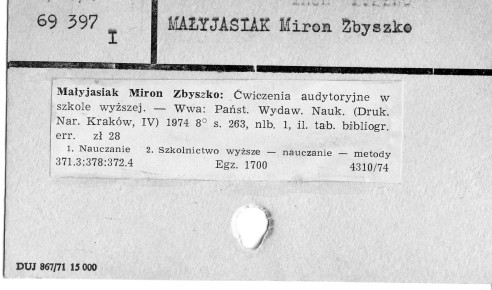 69 397
I
MAŁYJASIAK Miron Zbyszko
Małyjasiak Miron Zbyszko: Ćwiczenia audytoryjne w
szkole wyższej. — Wwa: Państ. Wydaw. Nauk. (Druk.
Nar. Kraków, IV) 1974 8° s. 263, nlb. 1, il. tab. bibliogr.
err. zł 28
1. Nauczanie 2. Szkolnictwo wyższe — nauczanie — metody
371.3:378:372.4 Egz. 1700 4310/74
DUJ 867/71 15 000